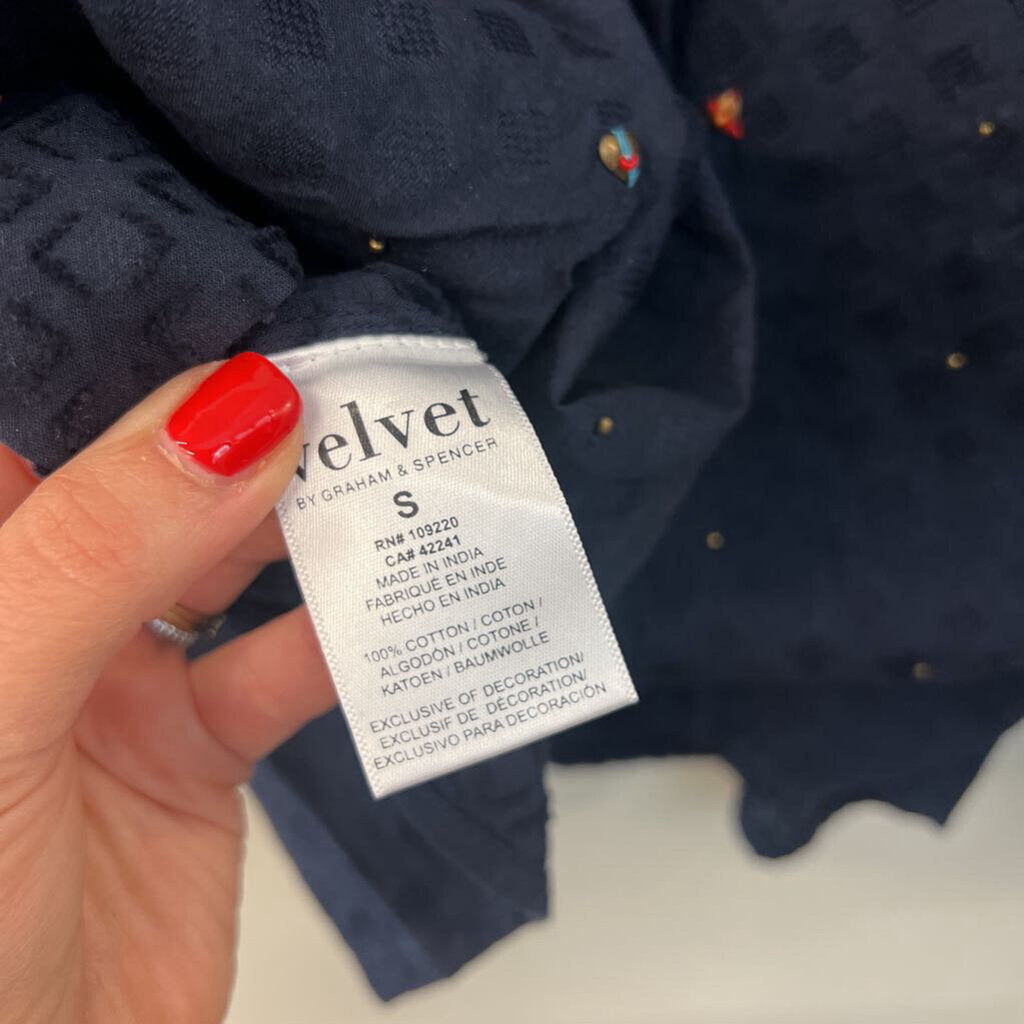 velvet
BY GRAHAM & SPENCER
S
RN# 109220
CA# 42241
MADE IN INDIA
FABRIQUÉ EN INDE
HECHO EN INDIA
100% COTTON / COTON /
ALGODÓN / COTONE /
KATOEN / BAUMWOLLE
EXCLUSIVE OF DECORATION/
EXCLUSIF DE DÉCORATION/
EXCLUSIVO PARA DECORACIÓN